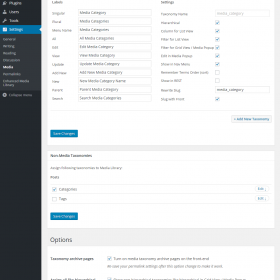 Plugins
Users
Tools
Settings
General
Writing
Reading
Discussion
Media
Permalinks
Enhanced Media Library
Collapse menu
Labels
Settings
Singular
Media Category
Taxonomy Name
media_category
Plural
Media Categories
Hierarchical
Menu Name
Media Categories
Column for List View
All
All Media Categories
Filter for List View
Edit
Edit Media Category
Filter for Grid View / Media Popup
View
View Media Category
Edit in Media Popup
Update
Update Media Category
Show in Nav Menu
Add New
Add New Media Category
Remember Terms Order (sort)
New
New Media Category Name
Show in REST
Parent
Parent Media Category
Rewrite Slug
media_category
Search
Search Media Categories
Slug with Front
+ Add New Taxonomy
Save Changes
Non-Media Taxonomies
Assign following taxonomies to Media Library:
Posts
Categories
Edit
Tags
Edit
Save Changes
Options
Taxonomy archive pages
Turn on media taxonomy archive pages on the front-end
Re-save your permalink settings after this option change to make it work.